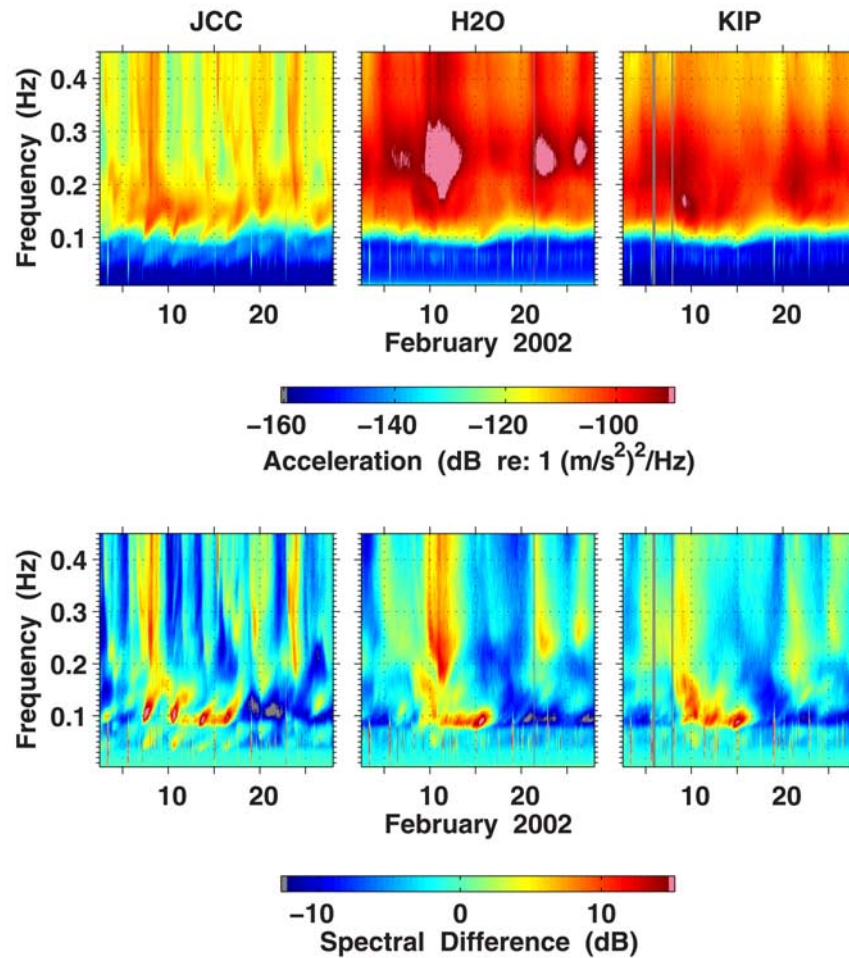 JCC H2O KIP
0.4
0.3
0.2
0.1
Frequency (Hz)
10 20 10 20 10 20
February 2002
−160 −140 −120 −100
Acceleration (dB re: 1 (m/s²)²/Hz)
0.4
0.3
0.2
0.1
Frequency (Hz)
10 20 10 20 10 20
February 2002
−10 0 10
Spectral Difference (dB)